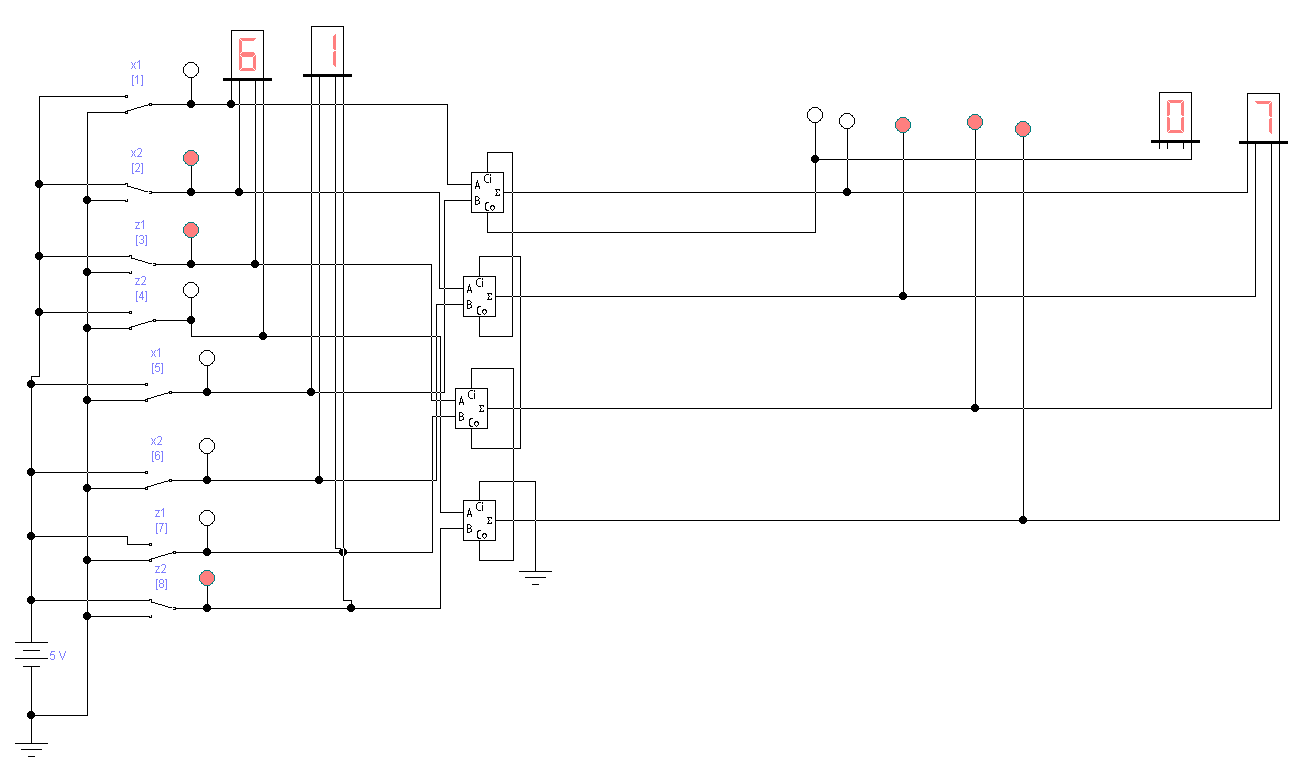 6
1
x1
[1]
0
7
x2
[2]
Ci
A
Σ
B
Co
z1
[3]
z2
[4]
Ci
A
Σ
B
Co
x1
[5]
Ci
A
Σ
B
Co
x2
[6]
z1
[7]
Ci
A
Σ
B
Co
z2
[8]
5 V